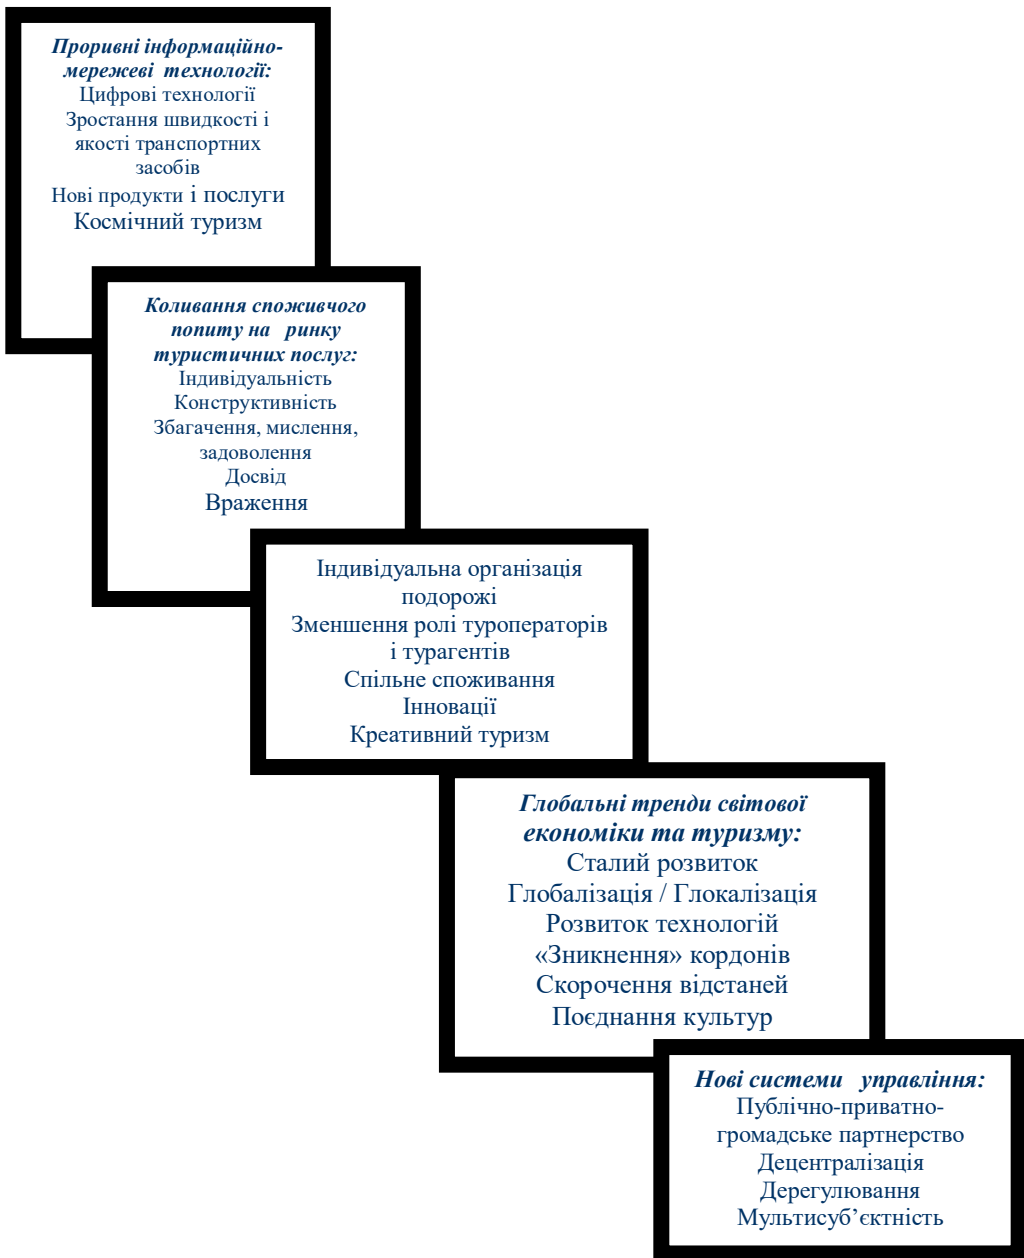 Проривні інформаційно-
мережеві технології:
Цифрові технології
Зростання швидкості і
якості транспортних
засобів
Нові продукти і послуги
Космічний туризм
Коливання споживчого
попиту на ринку
туристичних послуг:
Індивідуальність
Конструктивність
Збагачення, мислення,
задоволення
Досвід
Враження
Індивідуальна організація
подорожі
Зменшення ролі туроператорів
і турагентів
Спільне споживання
Інновації
Креативний туризм
Глобальні тренди світової
економіки та туризму:
Сталий розвиток
Глобалізація / Глокалізація
Розвиток технологій
«Зникнення» кордонів
Скорочення відстаней
Поєднання культур
Нові системи управління:
Публічно-приватно-
громадське партнерство
Децентралізація
Дерегулювання
Мультисуб’єктність